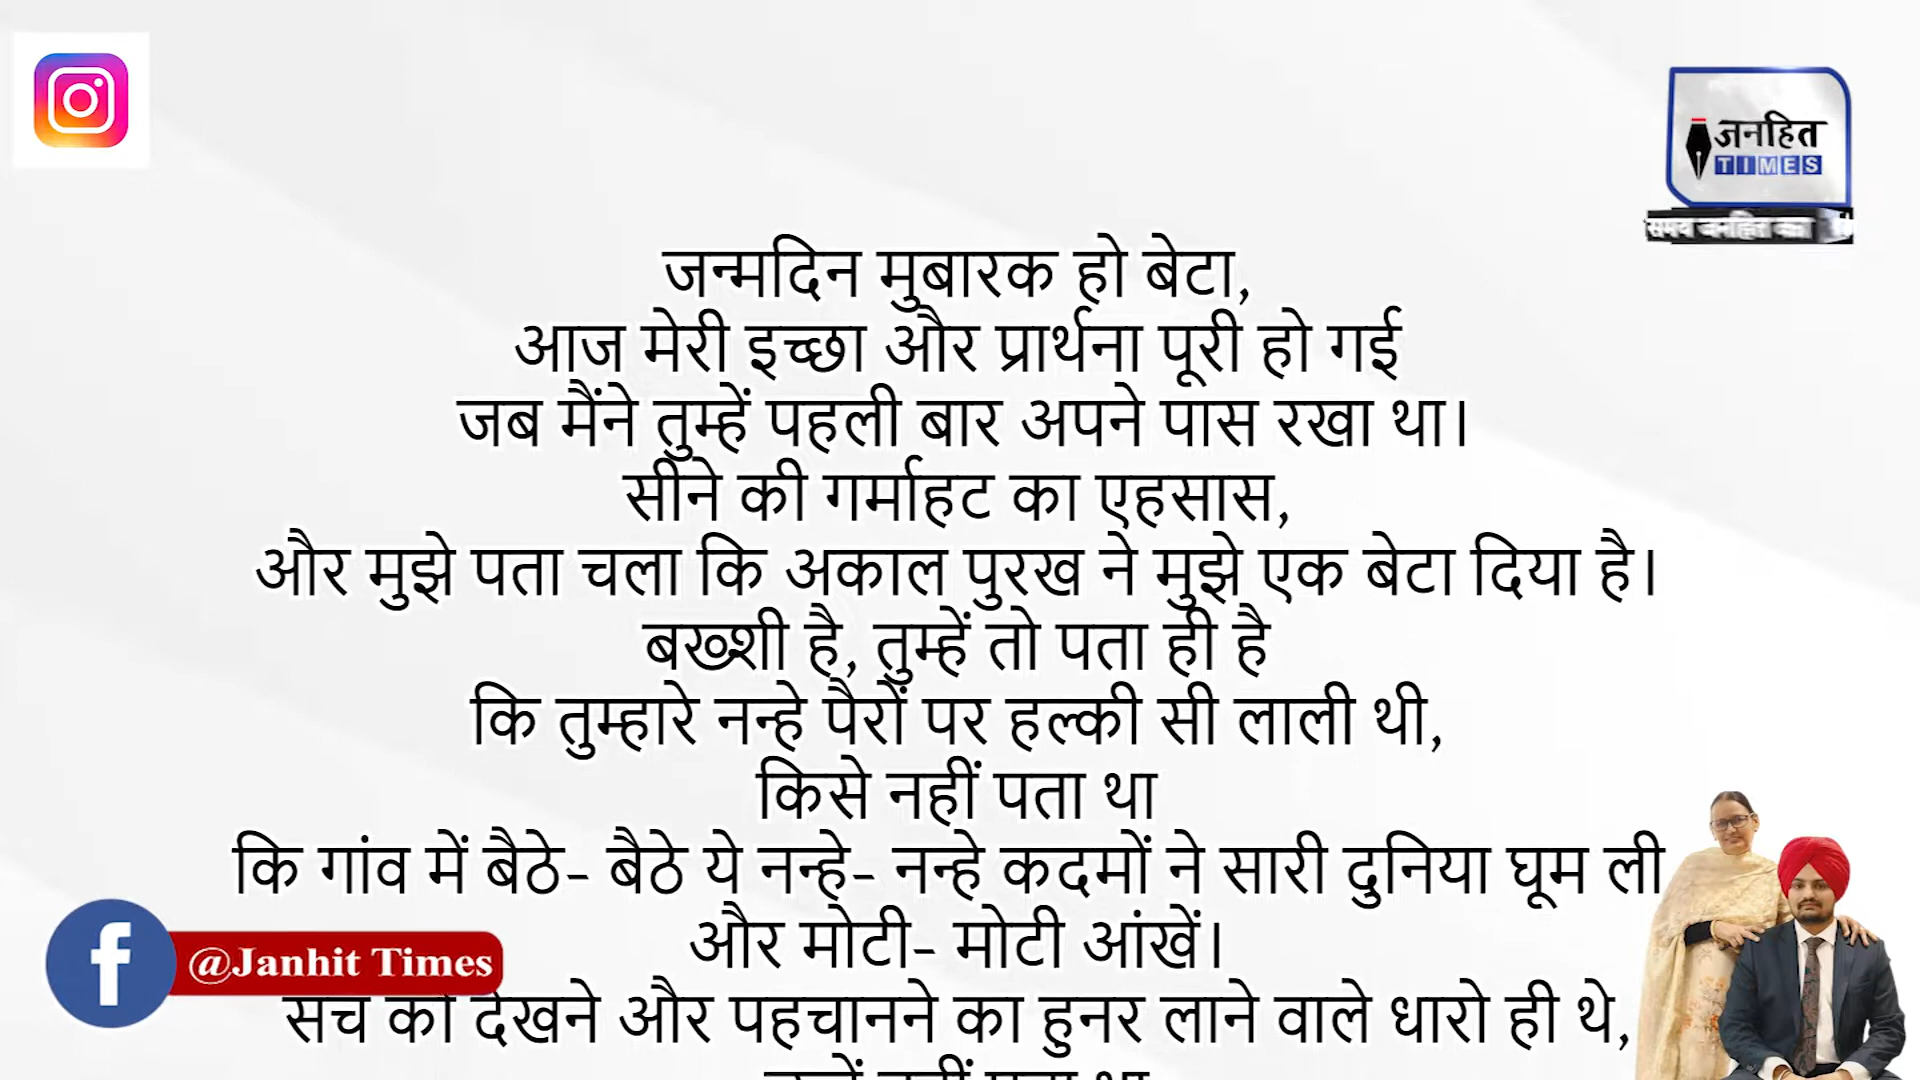 जनहित
TIMES
जन्मदिन मुबारक हो बेटा,
आज मेरी इच्छा और प्रार्थना पूरी हो गई
जब मैंने तुम्हें पहली बार अपने पास रखा था।
सीने की गर्माहट का एहसास,
और मुझे पता चला कि अकाल पुरख ने मुझे एक बेटा दिया है।
बख्शी है, तुम्हें तो पता ही है
कि तुम्हारे नन्हे पैरों पर हल्की सी लाली थी,
किसे नहीं पता था
कि गांव में बैठे- बैठे ये नन्हे- नन्हे कदमों ने सारी दुनिया घूम ली
और मोटी- मोटी आंखें।
@Janhit Times
सच को देखने और पहचानने का हुनर लाने वाले धारो ही थे,